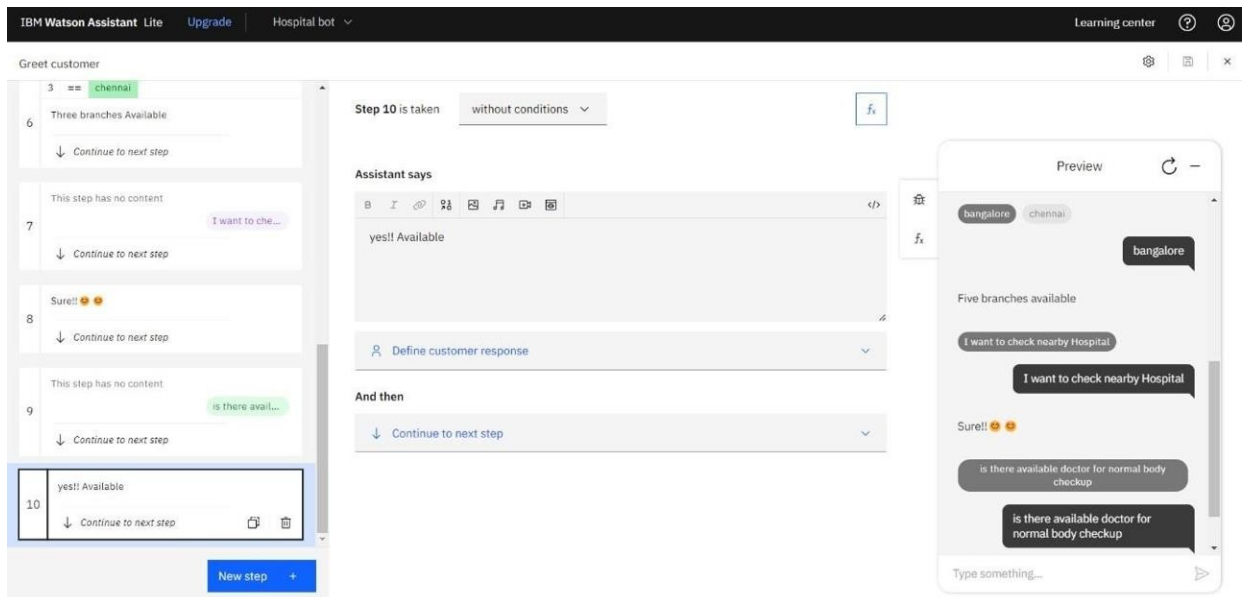 IBM Watson Assistant Lite Upgrade Hospital bot Learning center
Greet customer
3 == chennai
6 Three branches Available
Continue to next step
This step has no content
7 I want to che...
Continue to next step
8 Sure!!😊😊
Continue to next step
This step has no content
9 is there avail...
Continue to next step
10 yes!! Available
Continue to next step
New step +
Step 10 is taken without conditions fx
Assistant says
B I </>
yes!! Available
Define customer response
And then
Continue to next step
fx
Preview
bangalore chennai
bangalore
Five branches available
I want to check nearby Hospital
I want to check nearby Hospital
Sure!!😊😊
is there available doctor for normal body
checkup
is there available doctor for
normal body checkup
Type something...